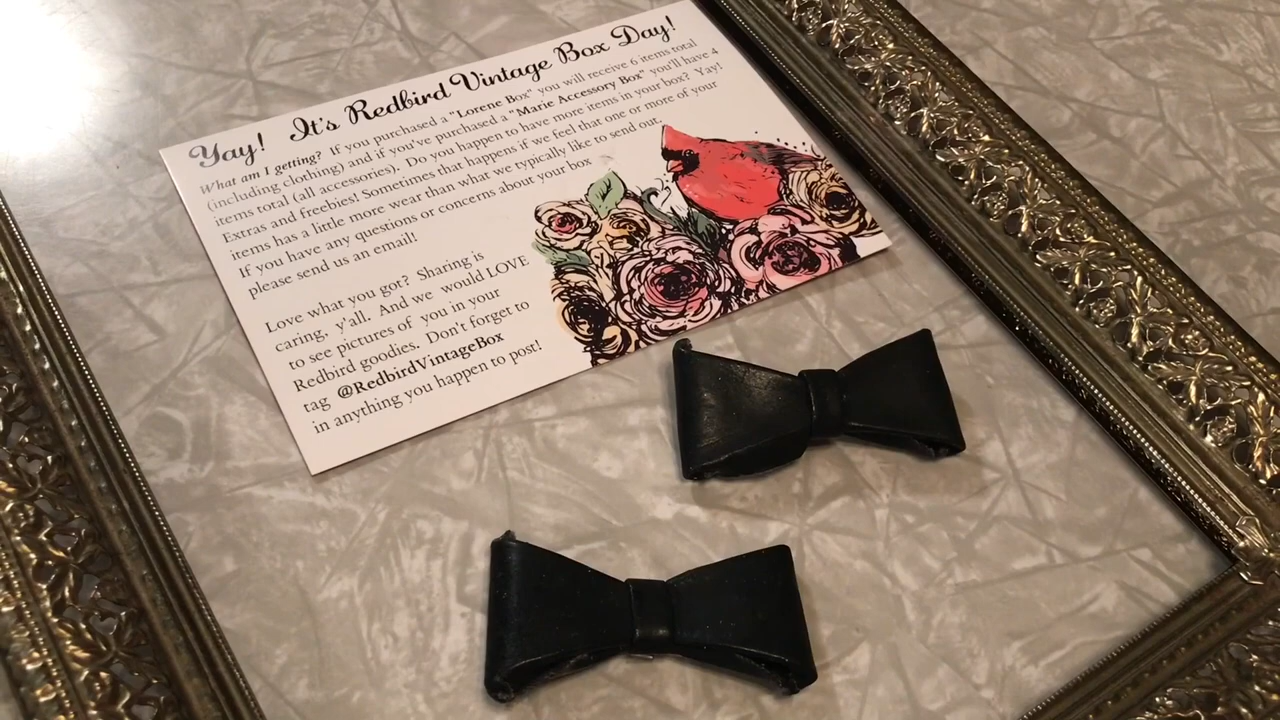 Yay! It's Redbird Vintage Box Day!
What am I getting? If you purchased a "Lorene Box" you will receive 6 items total
(including clothing) and if you've purchased a "Marie Accessory Box" you'll have 4
items total (all accessories). Do you happen to have more items in your box? Yay!
Extras and freebies! Sometimes that happens if we feel that one or more of your
items has a little more wear than what we typically like to send out.
If you have any questions or concerns about your box
please send us an email!
Love what you got? Sharing is
caring, y'all. And we would LOVE
to see pictures of you in your
Redbird goodies. Don't forget to
tag @RedbirdVintageBox
in anything you happen to post!